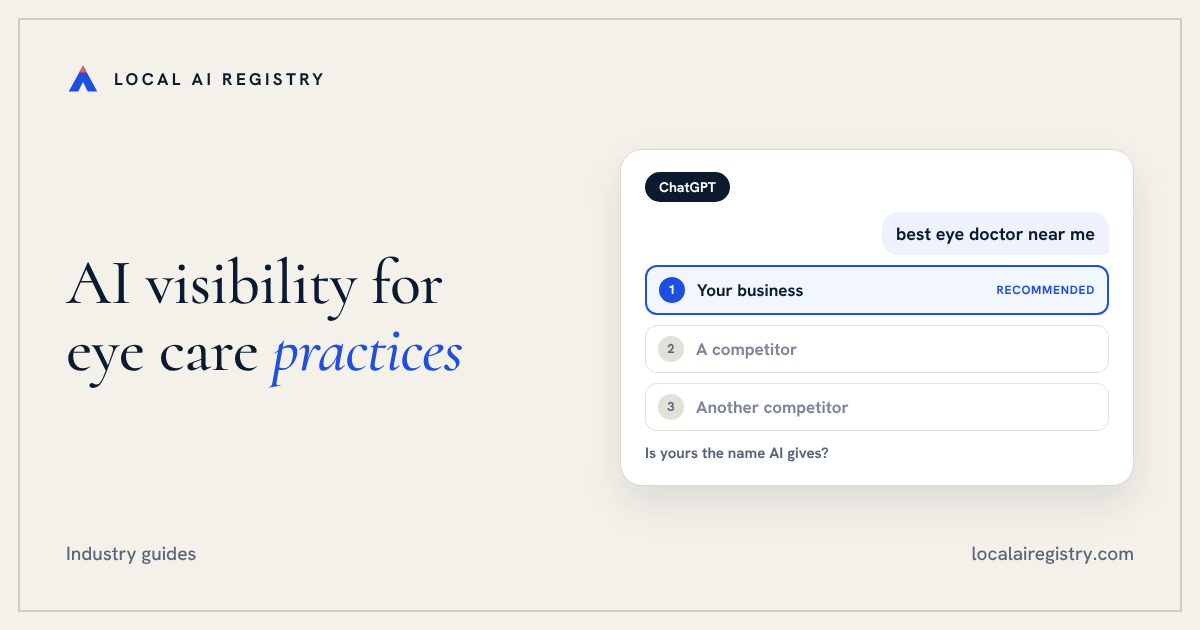 LOCAL AI REGISTRY
AI visibility for
eye care practices
ChatGPT
best eye doctor near me
1 Your business RECOMMENDED
2 A competitor
3 Another competitor
Is yours the name AI gives?
Industry guides
localairegistry.com